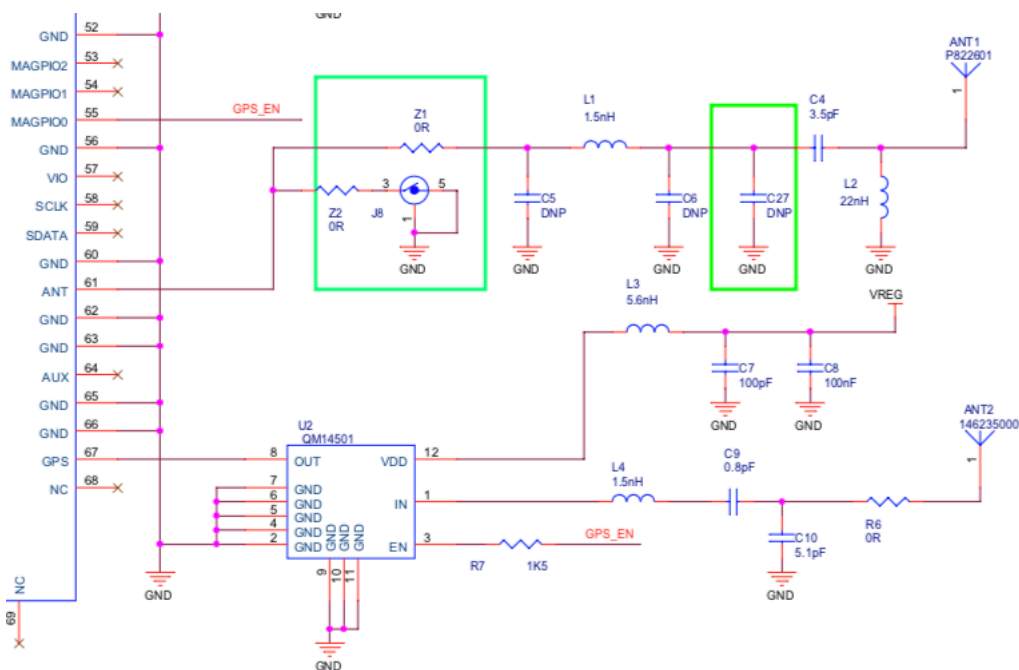 GND
GND 52
MAGPIO2 53
MAGPIO1 54
MAGPIO0 55
GND 56
VIO 57
SCLK 58
SDATA 59
GND 60
ANT 61
GND 62
GND 63
AUX 64
GND 65
GND 66
GPS 67
NC 68
NC
69
GND
GPS_EN
Z1
0R
Z2
0R
3
5
1
J8
GND
C5
DNP
GND
L1
1.5nH
C6
DNP
GND
C27
DNP
GND
C4
3.5pF
L2
22nH
GND
ANT1
P822601
1
L3
5.6nH
VREG
C7
100pF
GND
C8
100nF
GND
U2
QM14501
8 OUT
7 GND
6 GND
5 GND
4 GND
2 GND
GND
GND
GND
9
10
11
GND
VDD 12
IN 1
EN 3
R7
1K5
GPS_EN
L4
1.5nH
C9
0.8pF
C10
5.1pF
GND
R6
0R
ANT2
146235000
1